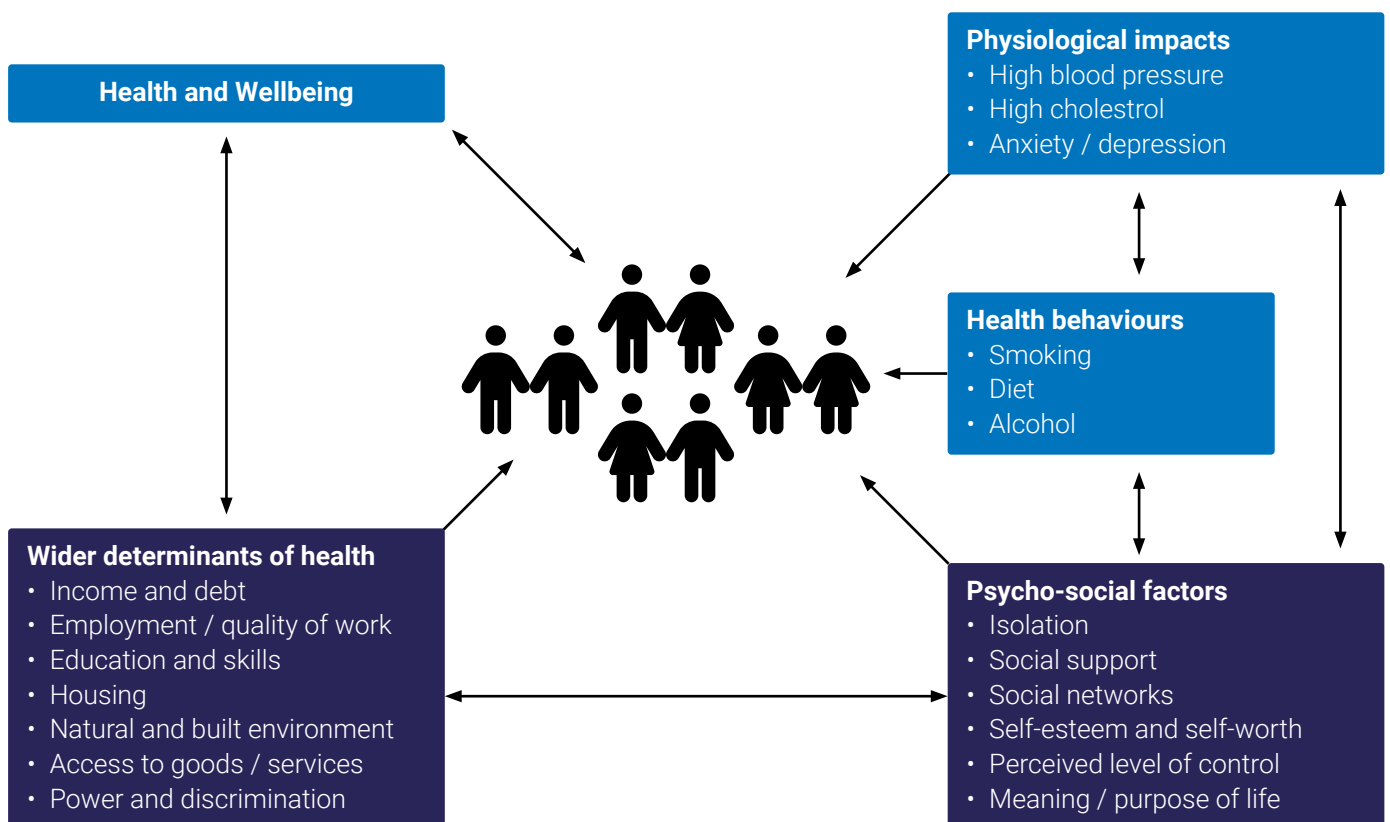 Health and Wellbeing
Physiological impacts
• High blood pressure
• High cholestrol
• Anxiety / depression
Health behaviours
• Smoking
• Diet
• Alcohol
Wider determinants of health
• Income and debt
• Employment / quality of work
• Education and skills
• Housing
• Natural and built environment
• Access to goods / services
• Power and discrimination
Psycho-social factors
• Isolation
• Social support
• Social networks
• Self-esteem and self-worth
• Perceived level of control
• Meaning / purpose of life